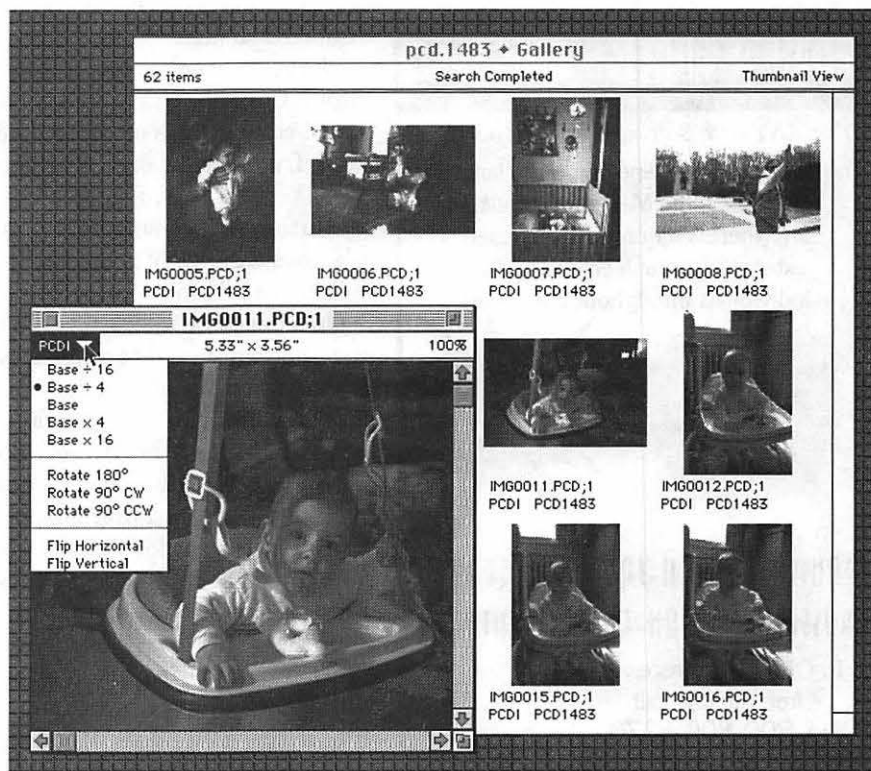 pcd.1483 ✦ Gallery
62 items Search Completed Thumbnail View
IMG0005.PCD;1 IMG0006.PCD;1 IMG0007.PCD;1 IMG0008.PCD;1
PCDI PCD1483 PCDI PCD1483 PCDI PCD1483 PCDI PCD1483
IMG0011.PCD;1
PCDI 5.33" x 3.56" 100%
Base ÷ 16
• Base ÷ 4
Base
Base x 4
Base x 16
Rotate 180°
Rotate 90° CW
Rotate 90° CCW
Flip Horizontal
Flip Vertical
IMG0011.PCD;1 IMG0012.PCD;1
PCDI PCD1483 PCDI PCD1483
IMG0015.PCD;1 IMG0016.PCD;1
PCDI PCD1483 PCDI PCD1483